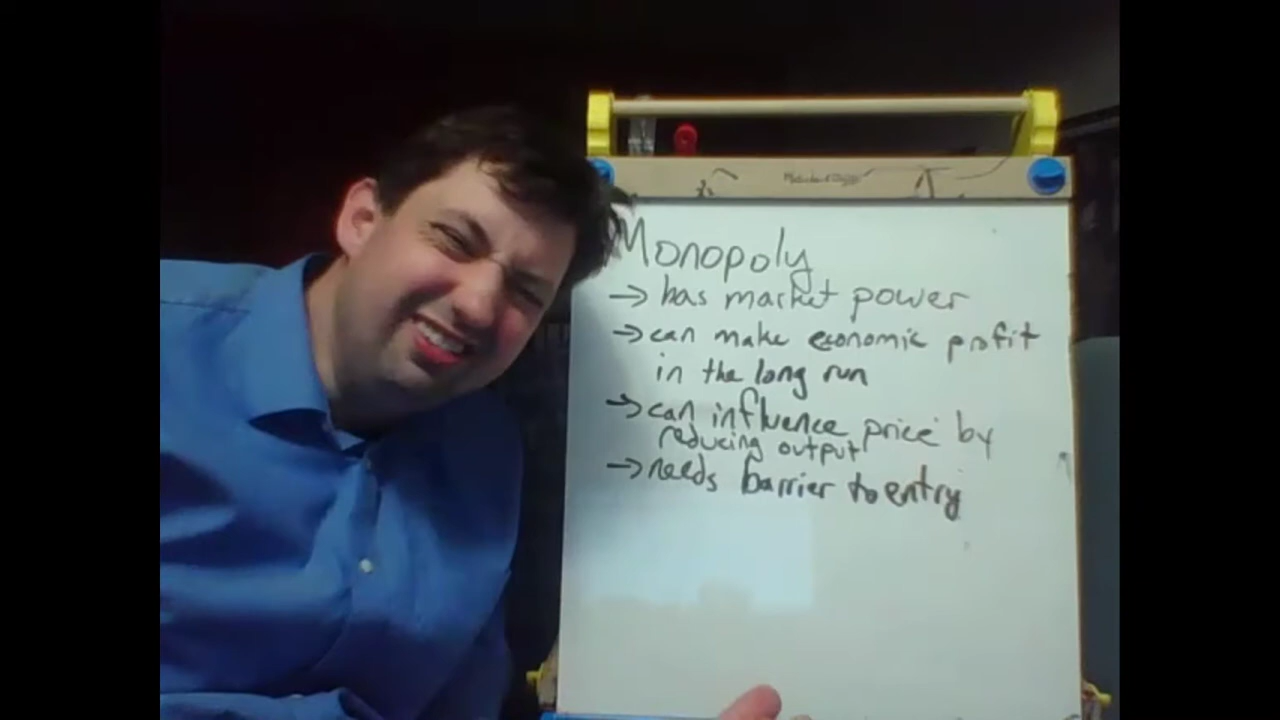 Monopoly
→ has market power
→ can make economic profit
in the long run
→ can influence price by
reducing output
→ needs barrier to entry